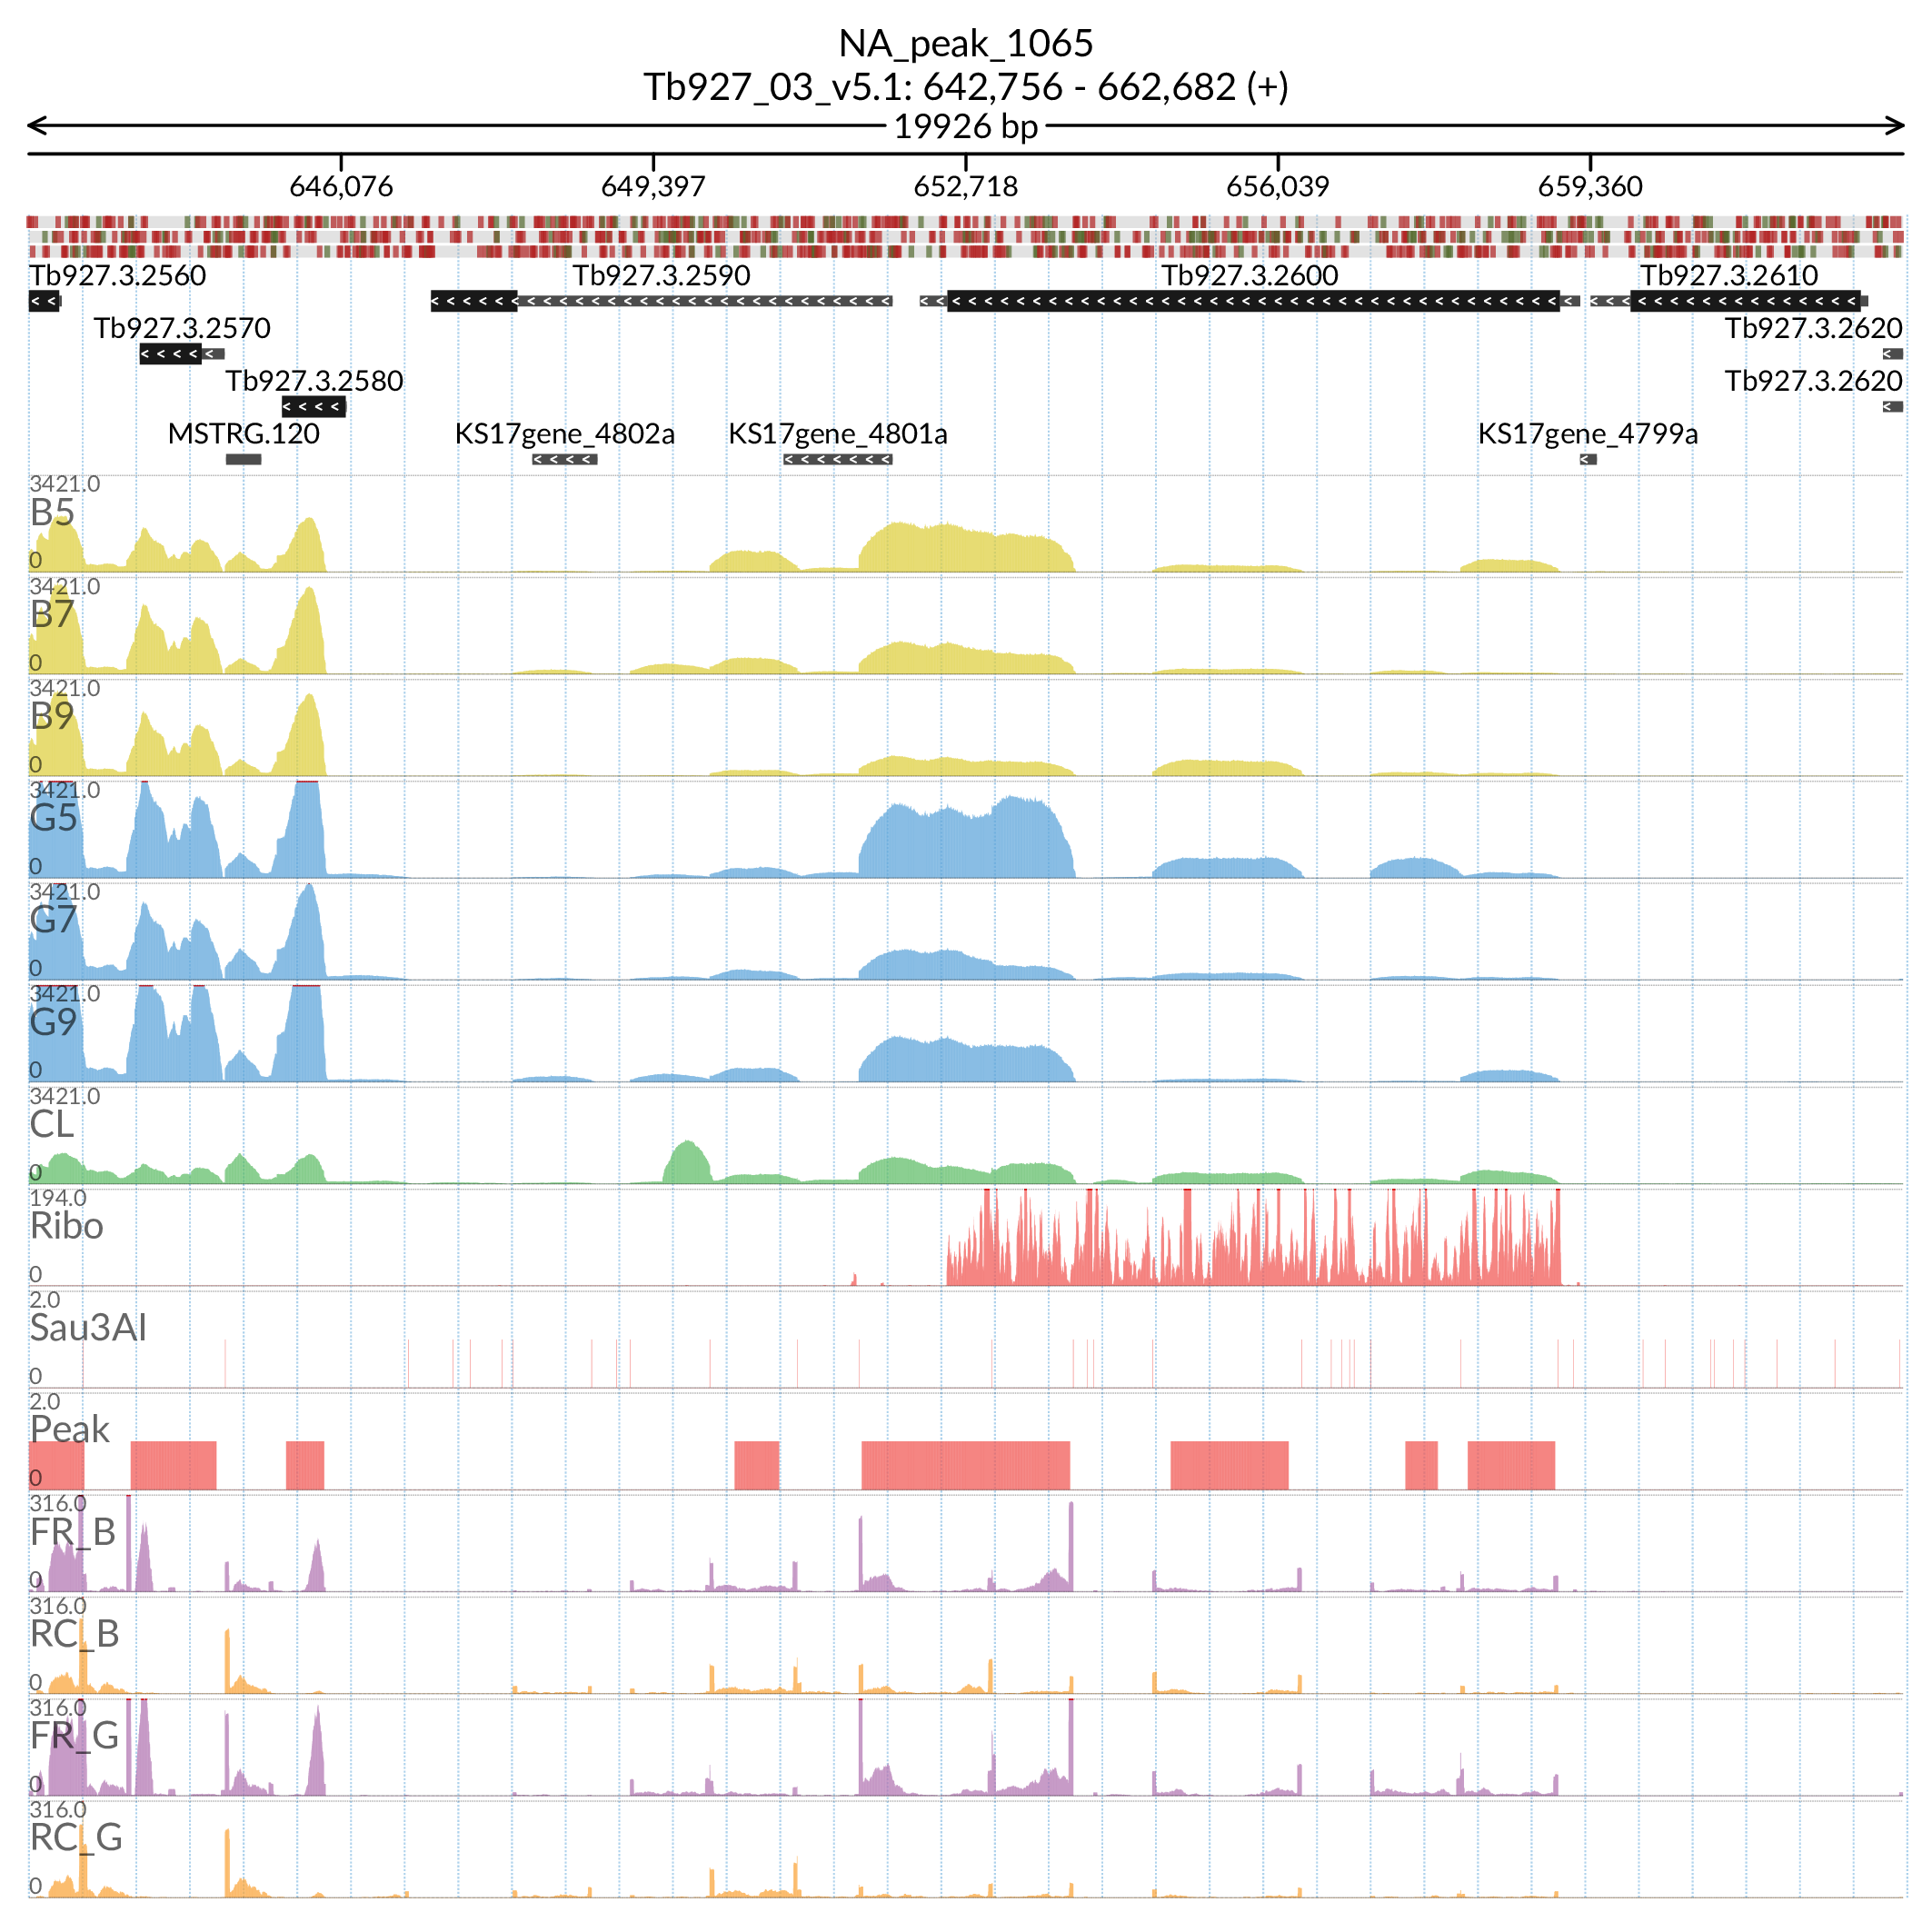 NA_peak_1065
Tb927_03_v5.1: 642,756 - 662,682 (+)
19926 bp
646,076 649,397 652,718 656,039 659,360
Tb927.3.2560 Tb927.3.2590 Tb927.3.2600 Tb927.3.2610
Tb927.3.2570 Tb927.3.2620
Tb927.3.2580 Tb927.3.2620
MSTRG.120 KS17gene_4802a KS17gene_4801a KS17gene_4799a
3421.0
B5
0
3421.0
B7
0
3421.0
B9
0
3421.0
G5
0
3421.0
G7
0
3421.0
G9
0
3421.0
CL
0
194.0
Ribo
0
2.0
Sau3AI
0
2.0
Peak
0
316.0
FR_B
0
316.0
RC_B
0
316.0
FR_G
0
316.0
RC_G
0